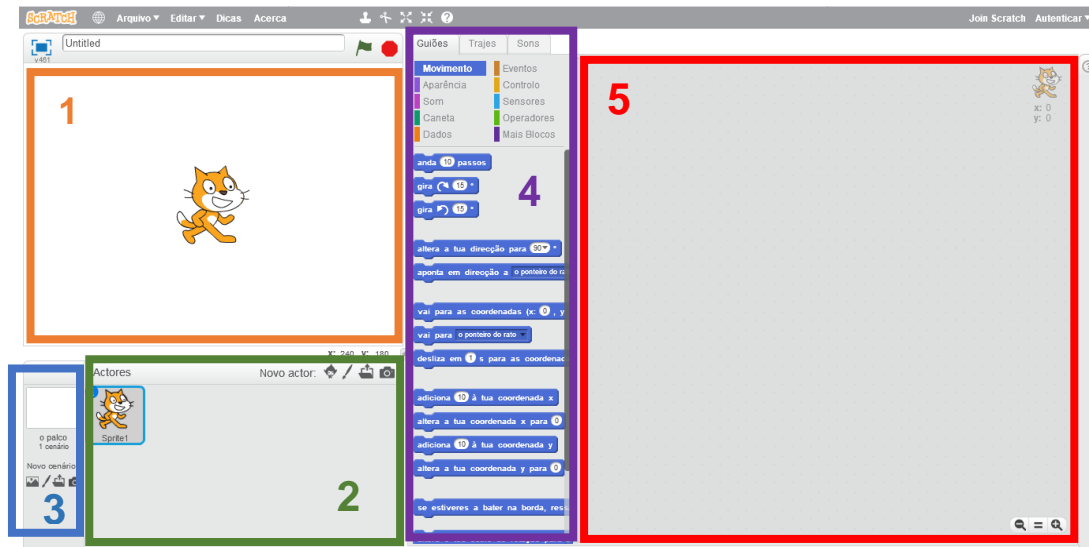 SCRATCH Arquivo Editar Dicas Acerca Join Scratch Autenticar
Untitled
v461
1
X: 240 Y: -180
Actores Novo actor:
Sprite1
2
o palco
1 cenário
Novo cenário
3
Guiões Trajes Sons
Movimento Eventos
Aparência Controlo
Som Sensores
Caneta Operadores
Dados Mais Blocos
anda 10 passos
gira 15 °
gira 15 °
4
altera a tua direcção para 90 °
aponta em direcção a o ponteiro do
vai para as coordenadas (x: 0 , y
vai para o ponteiro do rato
desliza em 1 s para as
adiciona 10 à tua coordenada x
altera a tua coordenada x para 0
adiciona 10 à tua coordenada y
altera a tua coordenada y para 0
se estiveres a bater na borda,
5
x: 0
y: 0